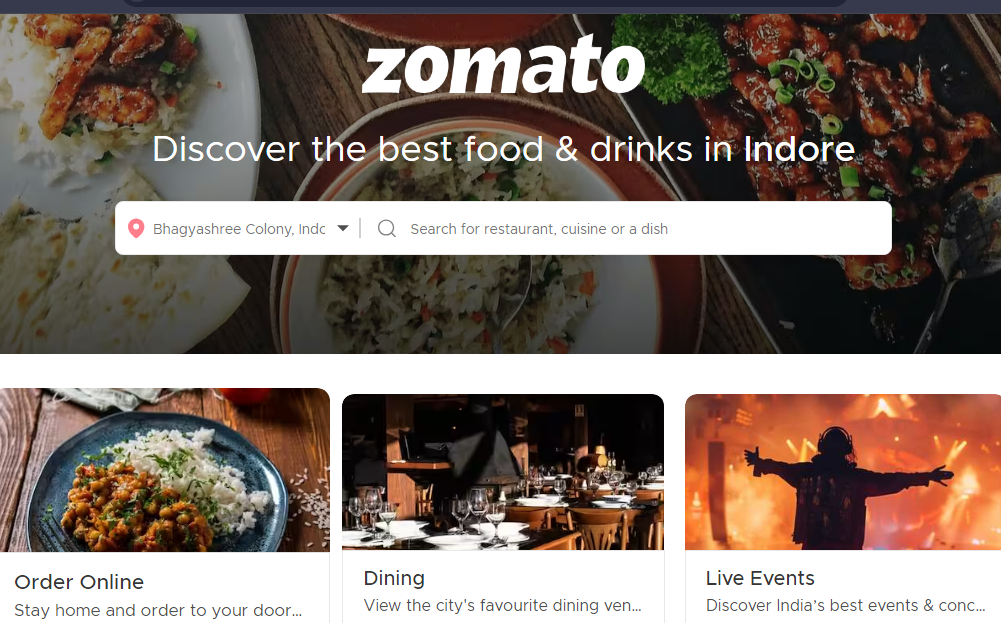 zomato
Discover the best food & drinks in Indore
Bhagyashree Colony, Indo
Search for restaurant, cuisine or a dish
Order Online
Stay home and order to your door...
Dining
View the city's favourite dining ven...
Live Events
Discover India's best events & conc...